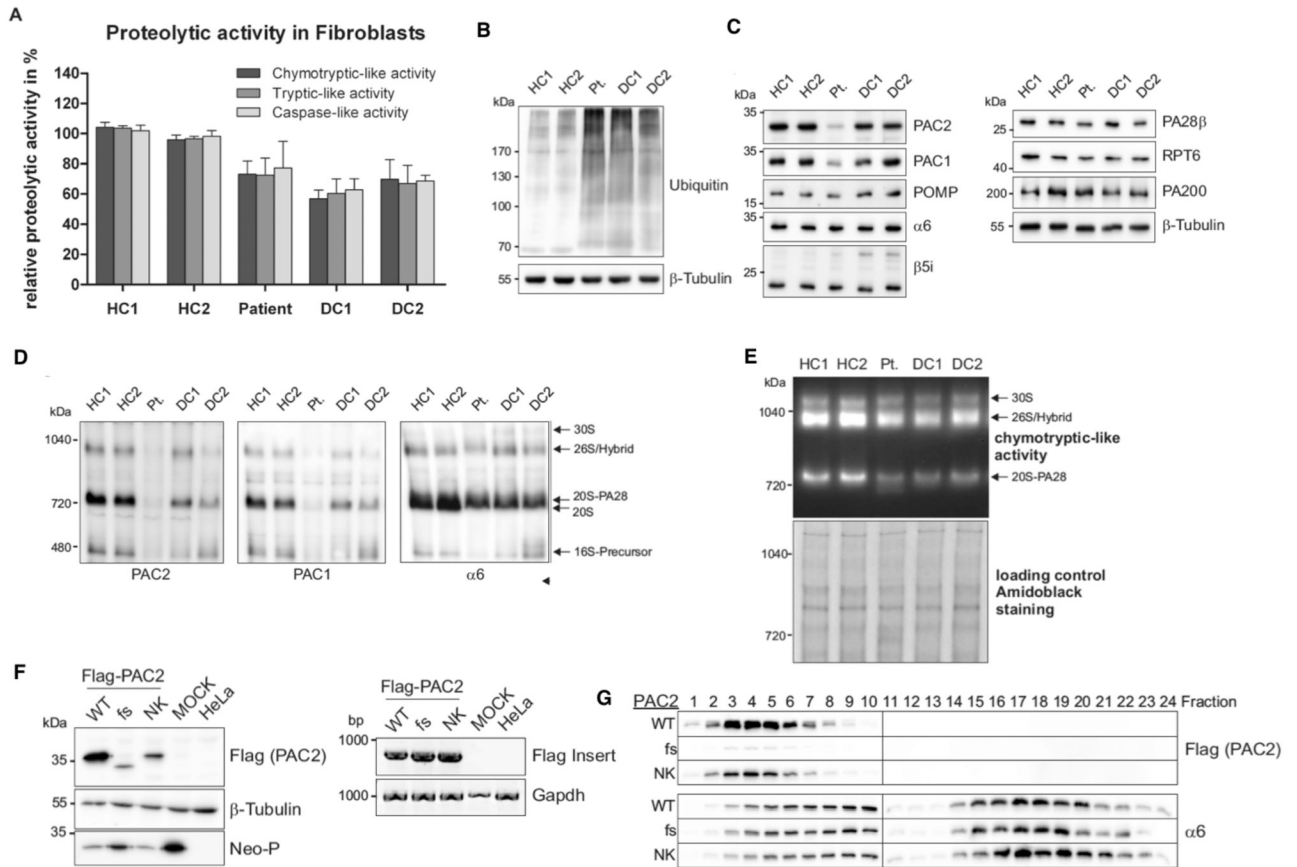 A
Proteolytic activity in Fibroblasts
relative proteolytic activity in %
140
120
100
80
60
40
20
0
Chymotryptic-like activity
Tryptic-like activity
Caspase-like activity
HC1 HC2 Patient DC1 DC2
B
HC1 HC2 Pt. DC1 DC2
kDa
170
130
100
70
Ubiquitin
55
β-Tubulin
C
HC1 HC2 Pt. DC1 DC2
kDa
35
PAC2
35
PAC1
POMP
15
35
α6
25
β5i
HC1 HC2 Pt. DC1 DC2
kDa
PA28β
25
RPT6
40
200
PA200
55
β-Tubulin
D
HC1 HC2 Pt. DC1 DC2 HC1 HC2 Pt. DC1 DC2 HC1 HC2 Pt. DC1 DC2
kDa
1040
720
480
30S
26S/Hybrid
20S-PA28
20S
16S-Precursor
PAC2 PAC1 α6
E
HC1 HC2 Pt. DC1 DC2
kDa
1040
720
30S
26S/Hybrid
chymotryptic-like
activity
20S-PA28
1040
720
loading control
Amidoblack
staining
F
Flag-PAC2
WT fs NK MOCK HeLa
kDa
35
Flag (PAC2)
55
β-Tubulin
35
25
Neo-P
Flag-PAC2
WT fs NK MOCK HeLa
bp
1000
Flag Insert
1000
Gapdh
G
PAC2 1 2 3 4 5 6 7 8 9 10 11 12 13 14 15 16 17 18 19 20 21 22 23 24 Fraction
WT
fs
NK
Flag (PAC2)
WT
fs
NK
α6